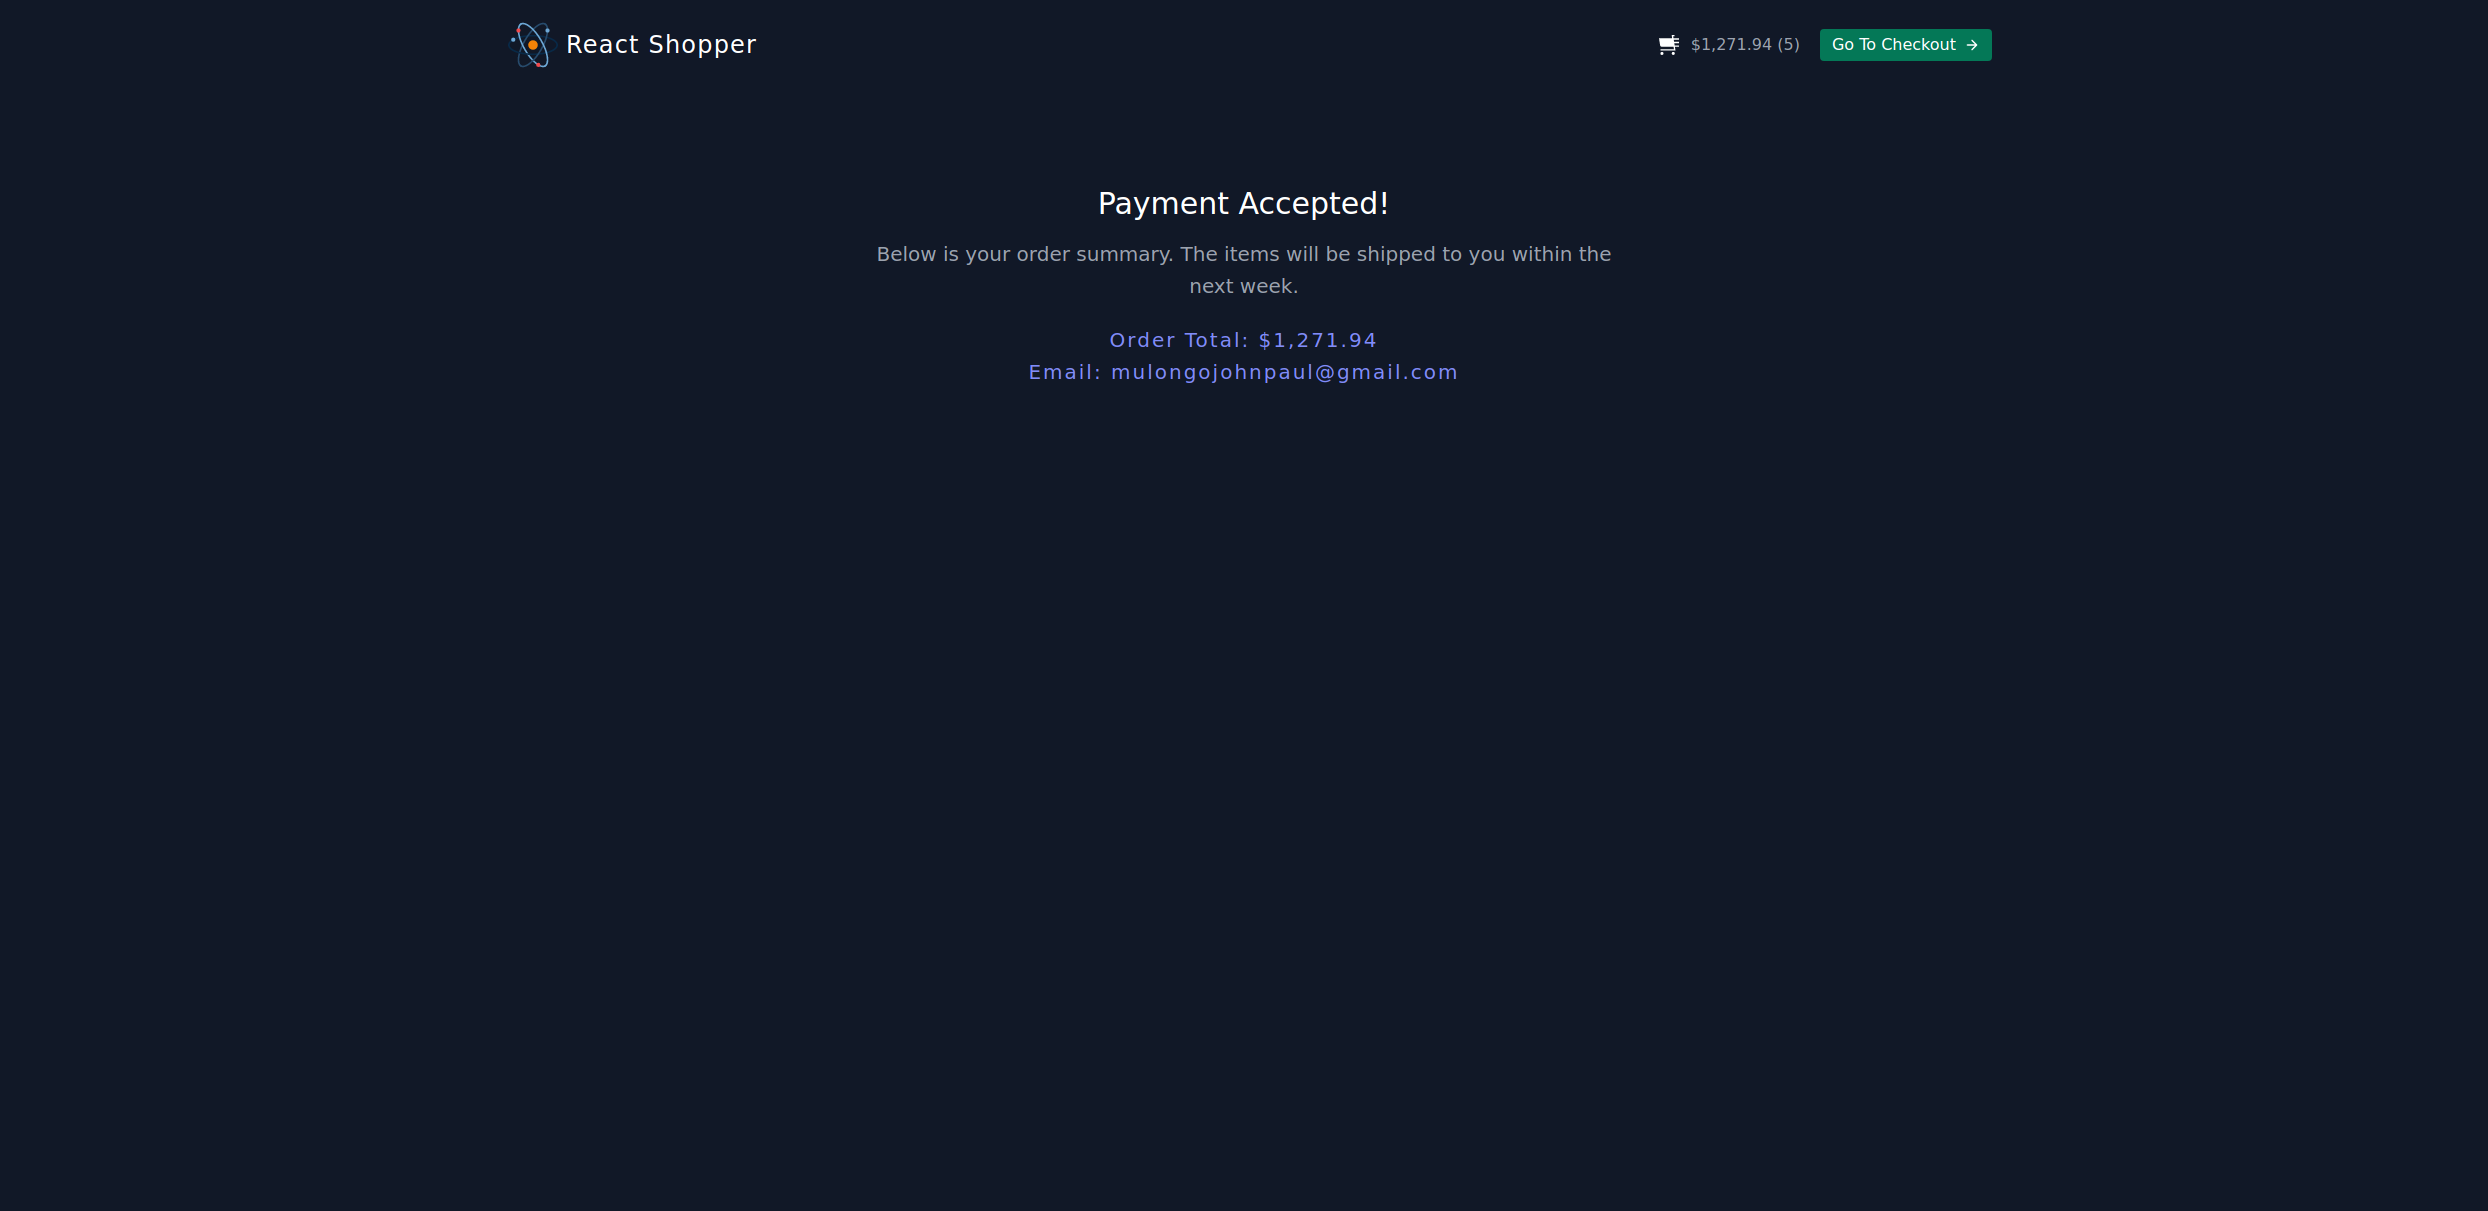 React Shopper
$1,271.94 (5)
Go To Checkout
Payment Accepted!
Below is your order summary. The items will be shipped to you within the
next week.
Order Total: $1,271.94
Email: mulongojohnpaul@gmail.com